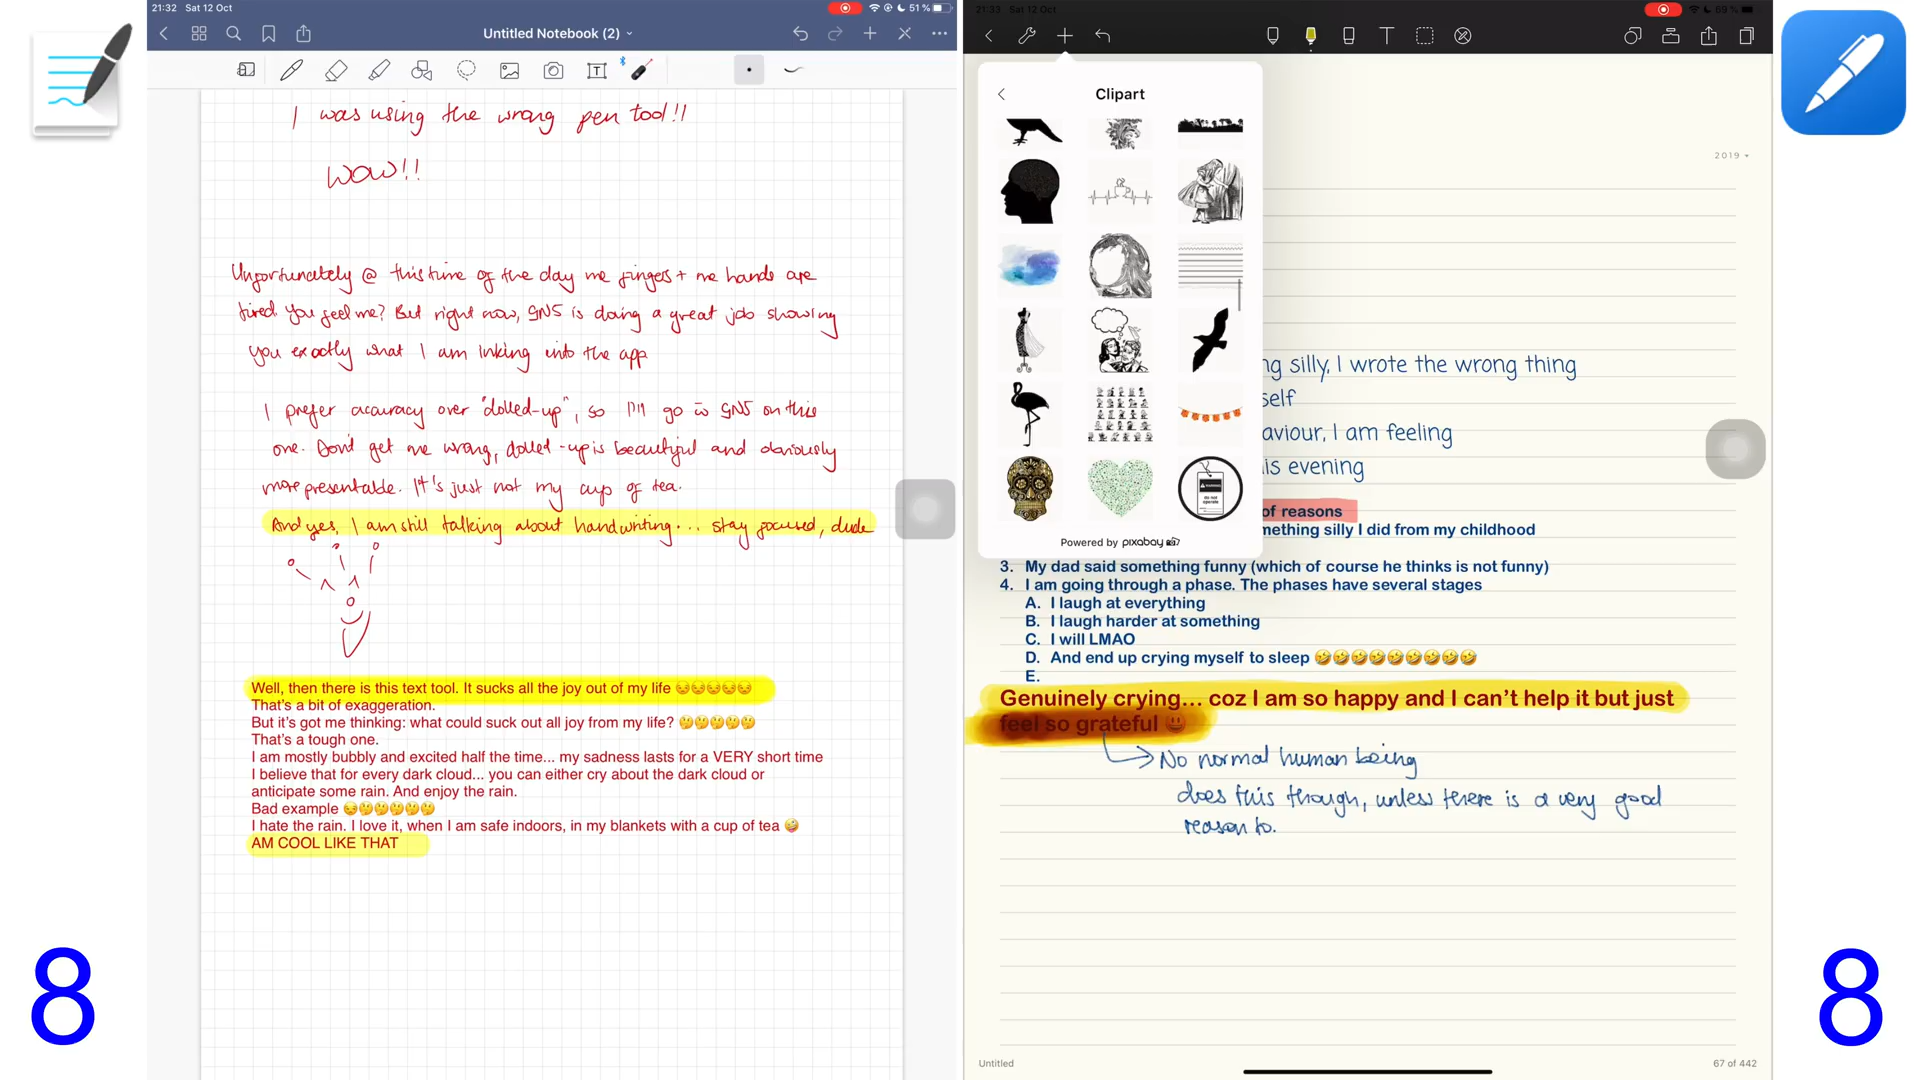 21:32 Sat 12 Oct
51 %
Untitled Notebook (2)
I was using the wrong pen tool!!
wow!!
Unfortunately @ this time of the day me fingers + me hands are
tired. You feel me? But right now, GN5 is doing a great job showing
you exactly what I am inking into the app
I prefer accuracy over "dolled-up", so I'll go w GN5 on this
one. Don't get me wrong, dolled-up is beautiful and obviously
more presentable. It's just not my cup of tea.
And yes, I am still talking about handwriting... stay focused, dude
Well, then there is this text tool. It sucks all the joy out of my life 😒😒😒😒😒
That's a bit of exaggeration.
But it's got me thinking: what could suck out all joy from my life? 🤔🤔🤔🤔🤔
That's a tough one.
I am mostly bubbly and excited half the time... my sadness lasts for a VERY short time
I believe that for every dark cloud... you can either cry about the dark cloud or
anticipate some rain. And enjoy the rain.
Bad example 😒🤔🤔🤔🤔🤔
I hate the rain. I love it, when I am safe indoors, in my blankets with a cup of tea 🤪
AM COOL LIKE THAT
8
21:33 Sat 12 Oct
69 %
Clipart
Powered by pixabay
2019
ng silly, I wrote the wrong thing
self
aviour, I am feeling
is evening
of reasons
mething silly I did from my childhood
3. My dad said something funny (which of course he thinks is not funny)
4. I am going through a phase. The phases have several stages
A. I laugh at everything
B. I laugh harder at something
C. I will LMAO
D. And end up crying myself to sleep 🤣🤣🤣🤣🤣🤣🤣🤣🤣
E.
Genuinely crying... coz I am so happy and I can't help it but just
feel so grateful 😃
No normal human being
does this though, unless there is a very good
reason to.
Untitled
67 of 442
8